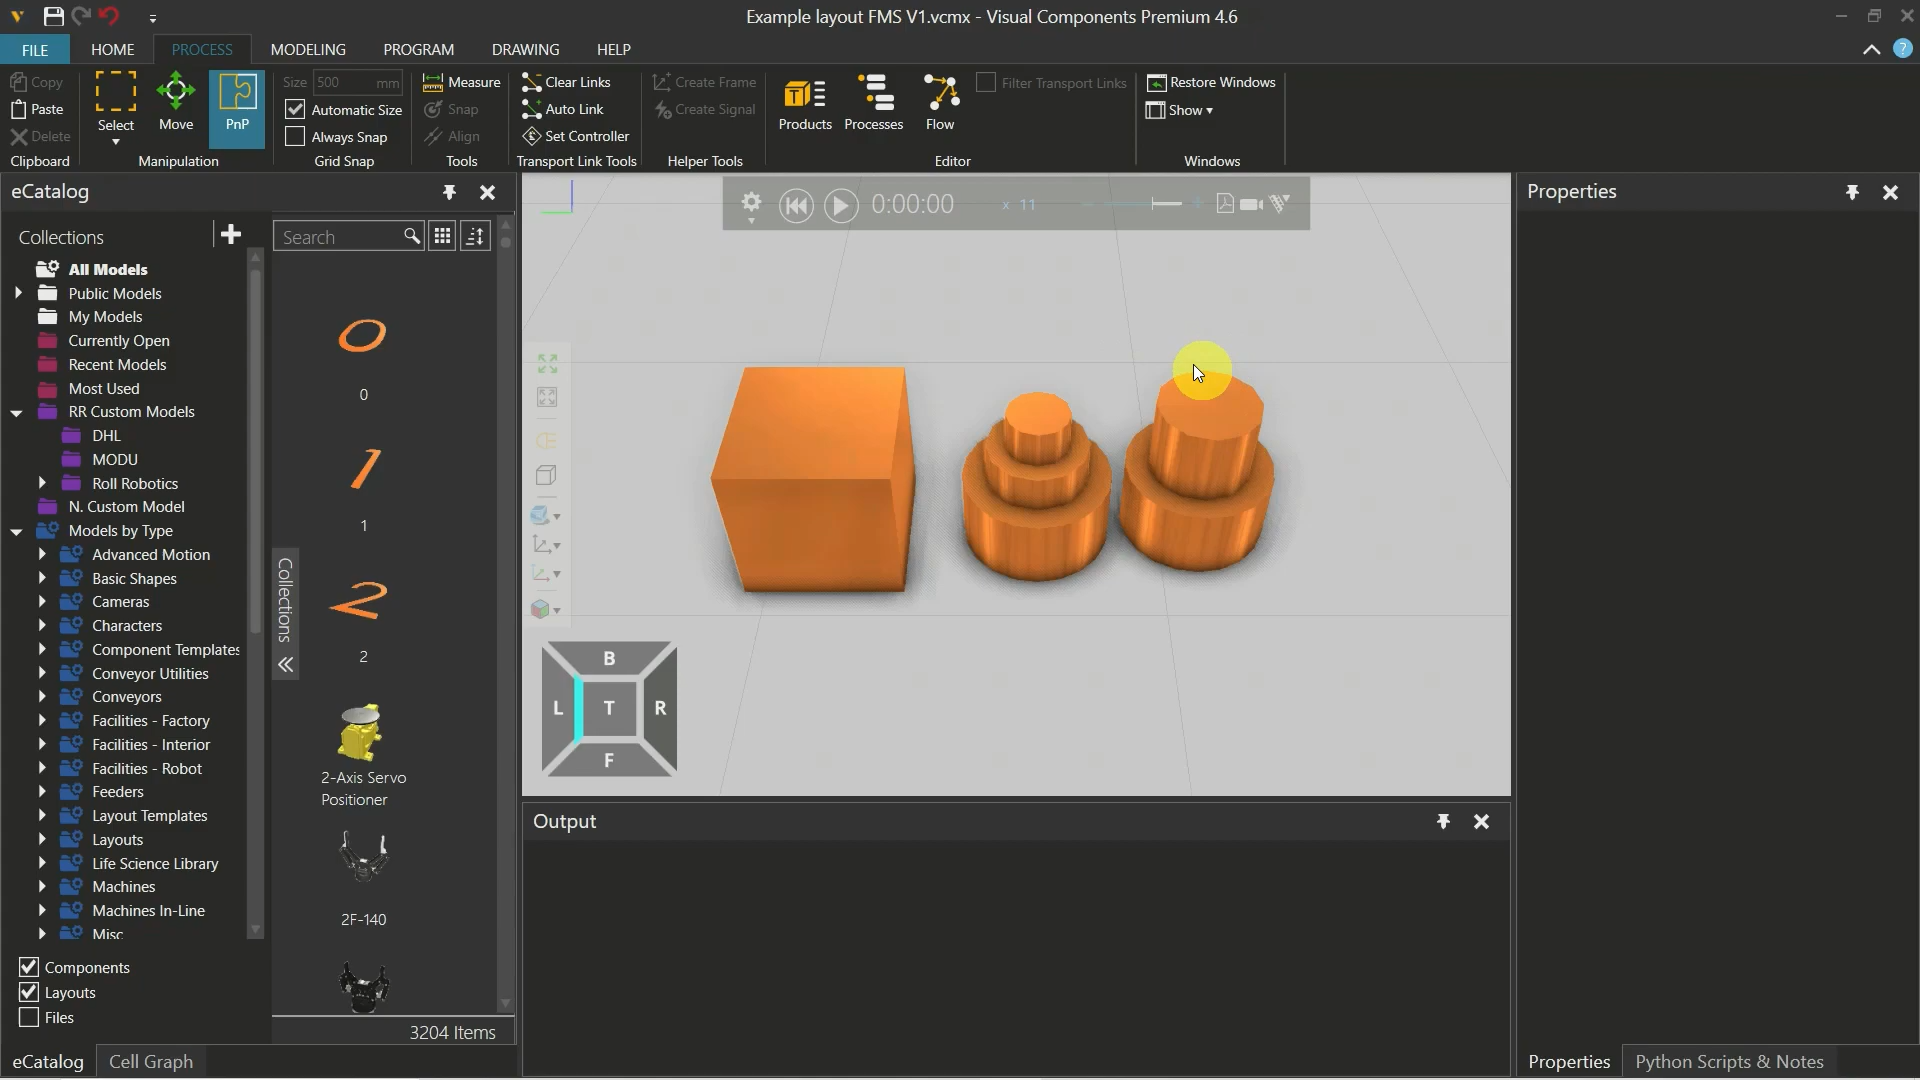 Example layout FMS V1.vcmx - Visual Components Premium 4.6
FILE HOME PROCESS MODELING PROGRAM DRAWING HELP
Copy
Paste
Delete
Clipboard
Select
Move
PnP
Manipulation
Size 500 mm
Automatic Size
Always Snap
Grid Snap
Measure
Snap
Align
Tools
Clear Links
Auto Link
Set Controller
Transport Link Tools
Create Frame
Create Signal
Helper Tools
Products
Processes
Flow
Filter Transport Links
Editor
Restore Windows
Show
Windows
eCatalog
Collections
All Models
Public Models
My Models
Currently Open
Recent Models
Most Used
RR Custom Models
DHL
MODU
Roll Robotics
N. Custom Model
Models by Type
Advanced Motion
Basic Shapes
Cameras
Characters
Component Templates
Conveyor Utilities
Conveyors
Facilities - Factory
Facilities - Interior
Facilities - Robot
Feeders
Layout Templates
Layouts
Life Science Library
Machines
Machines In-Line
Misc
Components
Layouts
Files
Search
0
0
1
1
2
2
2-Axis Servo
Positioner
2F-140
3204 Items
Collections
eCatalog Cell Graph
0:00:00 x 11
B
L T R
F
Output
Properties
Properties Python Scripts & Notes